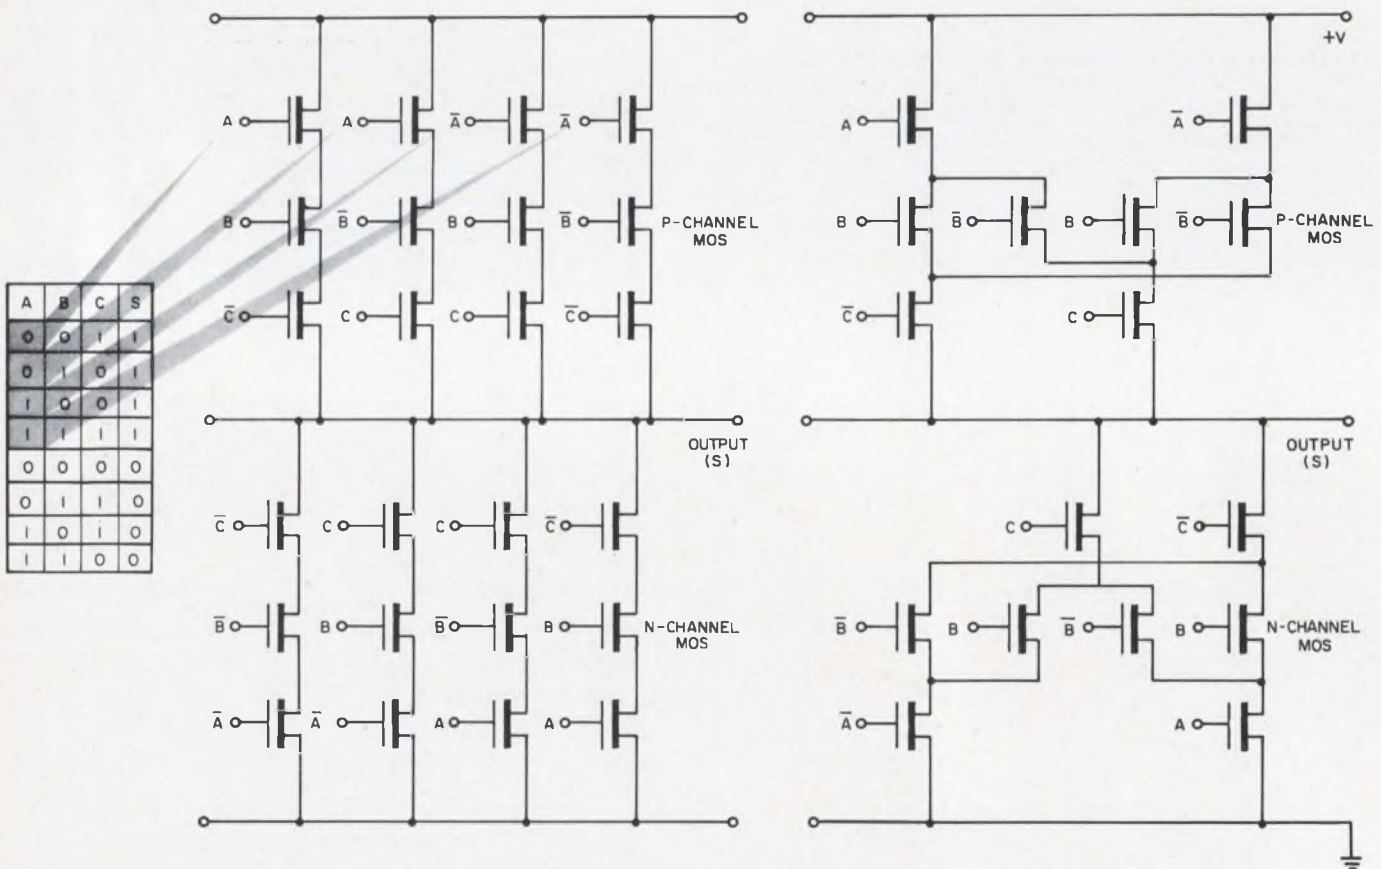 +V
A A A̅ A̅ A A̅
B B̅ B B̅ P-CHANNEL MOS B B̅ B B̅ P-CHANNEL MOS
C̅ C C C̅ C̅ C
A B C S
0 0 1 1
0 1 0 1
1 0 0 1
1 1 1 1
0 0 0 0
0 1 1 0
1 0 1 0
1 1 0 0
OUTPUT (S) OUTPUT (S)
C̅ C C C̅ C C̅
B̅ B B̅ B N-CHANNEL MOS B̅ B B̅ B N-CHANNEL MOS
A̅ A̅ A A A̅ A